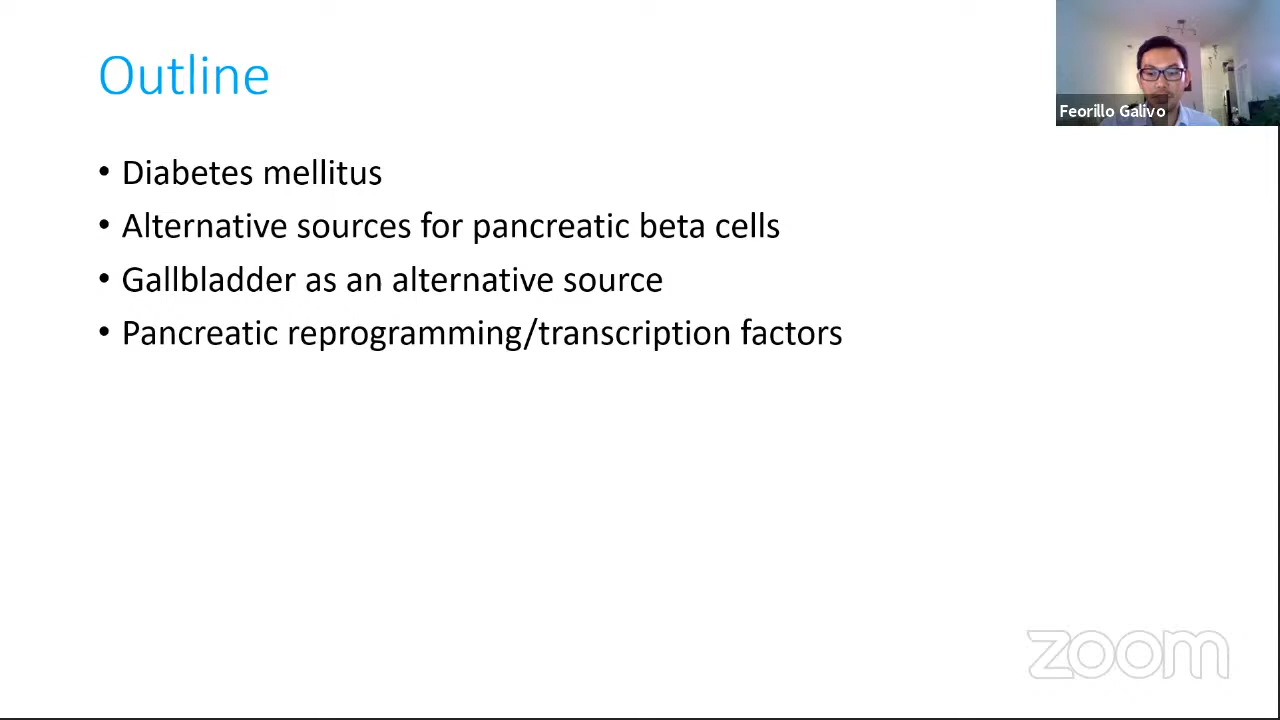 Outline
Feorillo Galivo
• Diabetes mellitus
• Alternative sources for pancreatic beta cells
• Gallbladder as an alternative source
• Pancreatic reprogramming/transcription factors
zoom